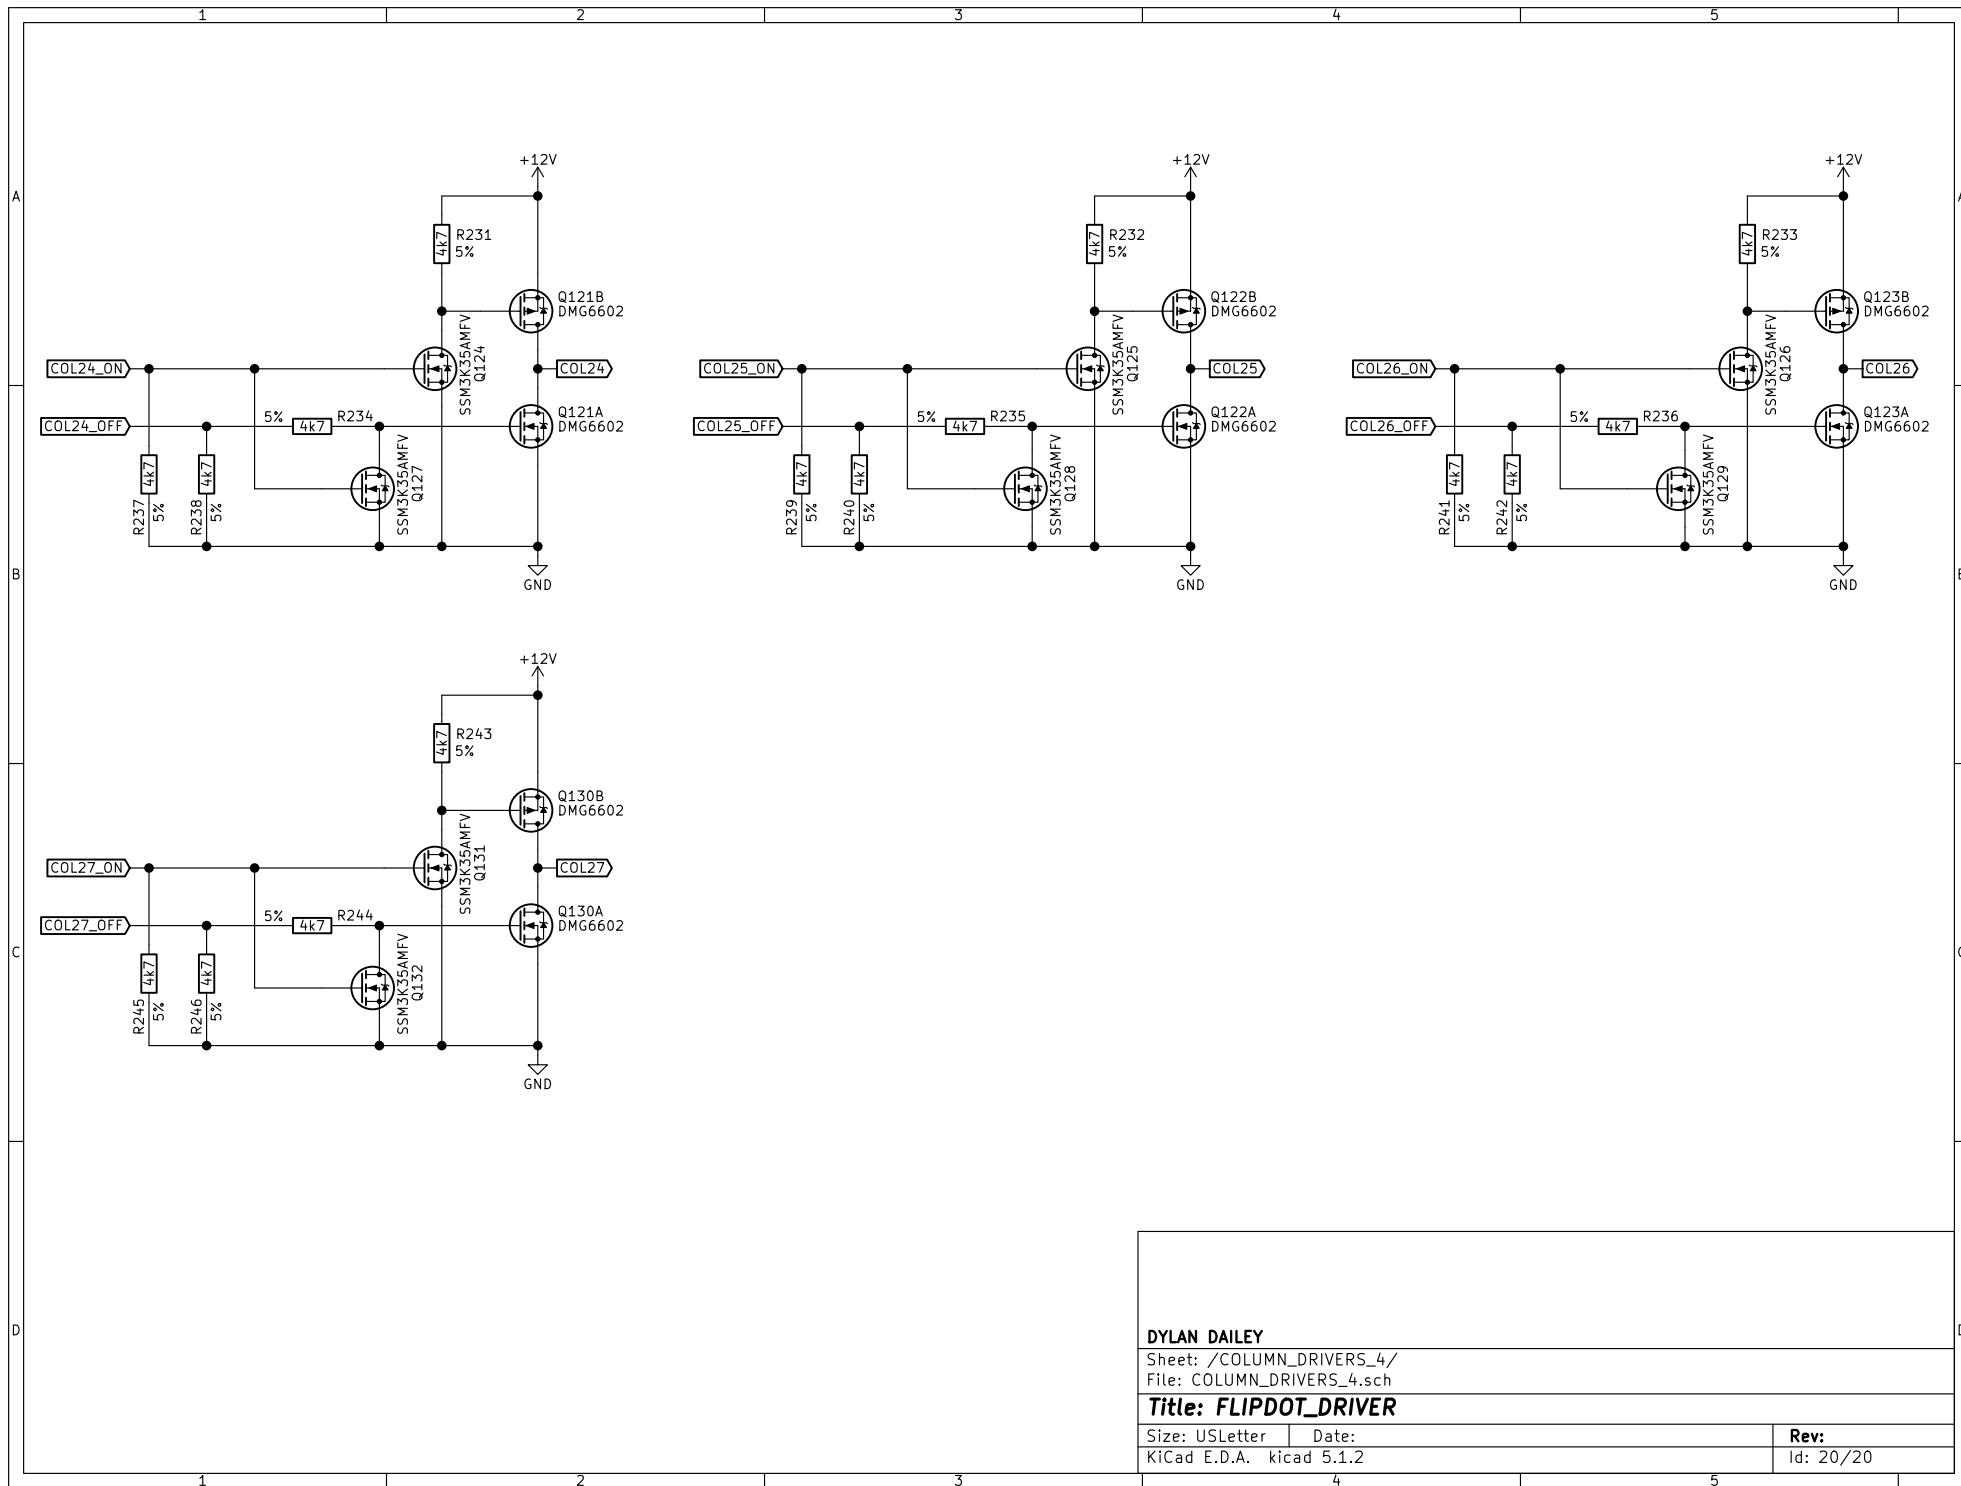 1 2 3 4 5
A
A
+12V
R231
5%
4k7
Q121B
DMG6602
SSM3K35AMFV
Q124
COL24_ON
COL24
Q121A
DMG6602
COL24_OFF
5%
4k7
R234
SSM3K35AMFV
Q127
4k7
R237
5%
4k7
R238
5%
GND
+12V
R232
5%
4k7
Q122B
DMG6602
SSM3K35AMFV
Q125
COL25_ON
COL25
Q122A
DMG6602
COL25_OFF
5%
4k7
R235
SSM3K35AMFV
Q128
4k7
R239
5%
4k7
R240
5%
GND
+12V
R233
5%
4k7
Q123B
DMG6602
SSM3K35AMFV
Q126
COL26_ON
COL26
Q123A
DMG6602
COL26_OFF
5%
4k7
R236
SSM3K35AMFV
Q129
4k7
R241
5%
4k7
R242
5%
GND
B
+12V
R243
5%
4k7
Q130B
DMG6602
SSM3K35AMFV
Q131
COL27_ON
COL27
Q130A
DMG6602
COL27_OFF
5%
4k7
R244
SSM3K35AMFV
Q132
4k7
R245
5%
4k7
R246
5%
GND
C
D
DYLAN DAILEY
Sheet: /COLUMN_DRIVERS_4/
File: COLUMN_DRIVERS_4.sch
Title: FLIPDOT_DRIVER
Size: USLetter Date: Rev:
KiCad E.D.A. kicad 5.1.2 Id: 20/20
1 2 3 4 5